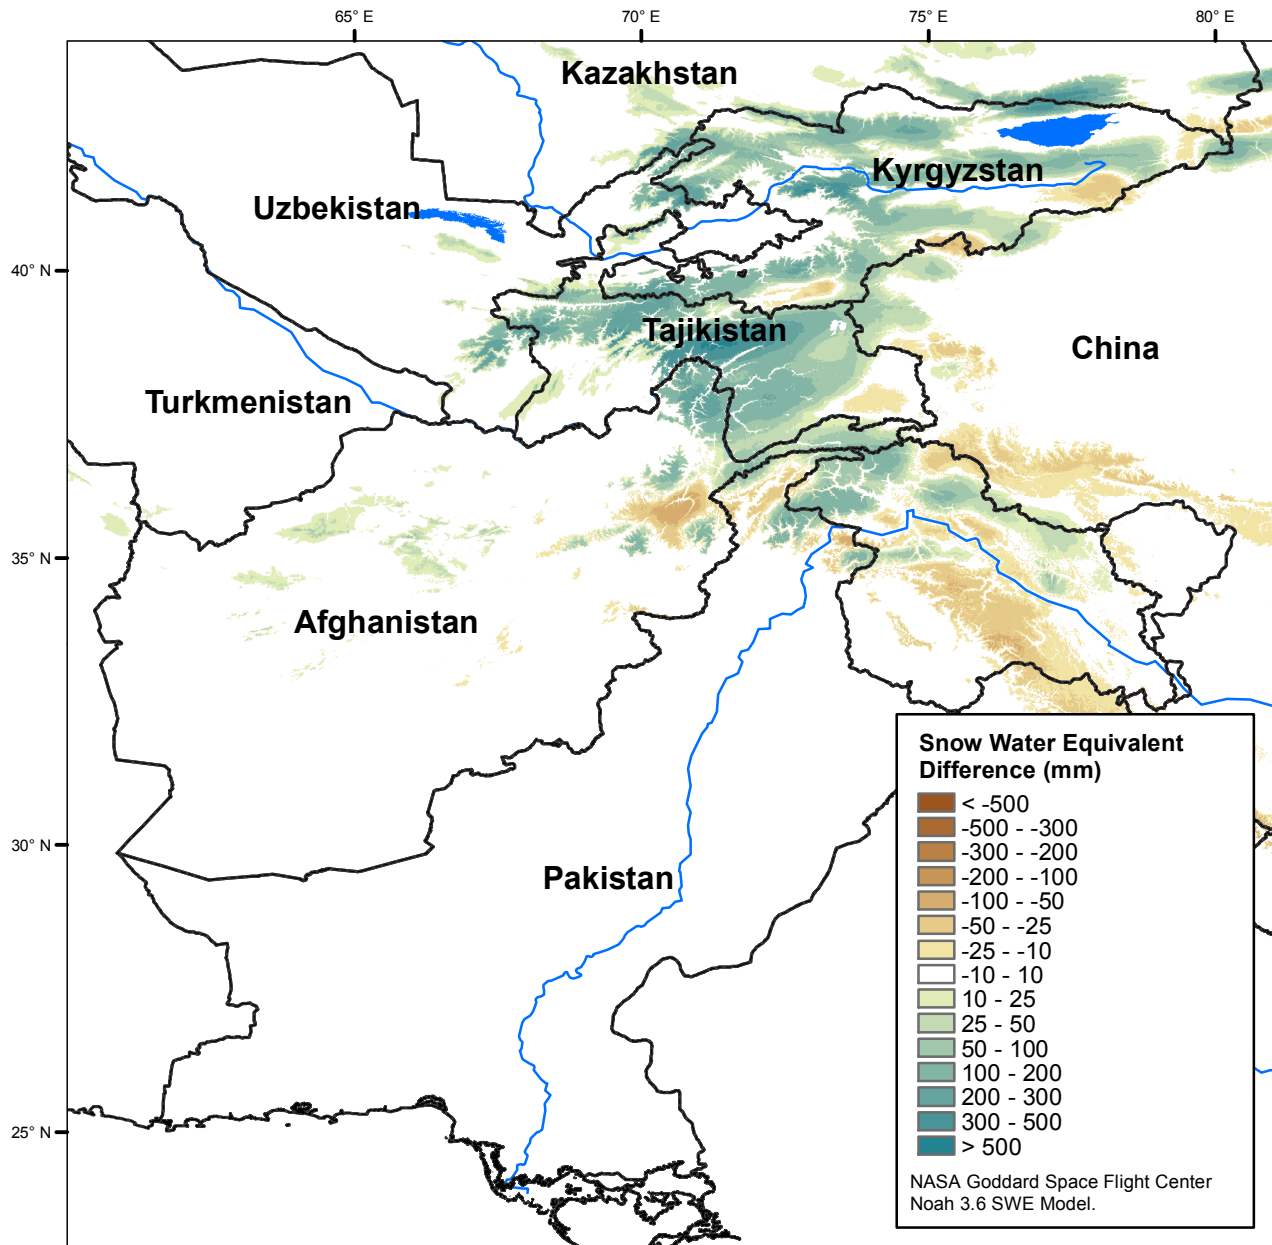 65° E
70° E
75° E
80° E
Kazakhstan
Kyrgyzstan
Uzbekistan
40° N
Tajikistan
China
Turkmenistan
35° N
Afghanistan
30° N
Pakistan
25° N
Snow Water Equivalent
Difference (mm)
< -500
-500 - -300
-300 - -200
-200 - -100
-100 - -50
-50 - -25
-25 - -10
-10 - 10
10 - 25
25 - 50
50 - 100
100 - 200
200 - 300
300 - 500
> 500
NASA Goddard Space Flight Center
Noah 3.6 SWE Model.